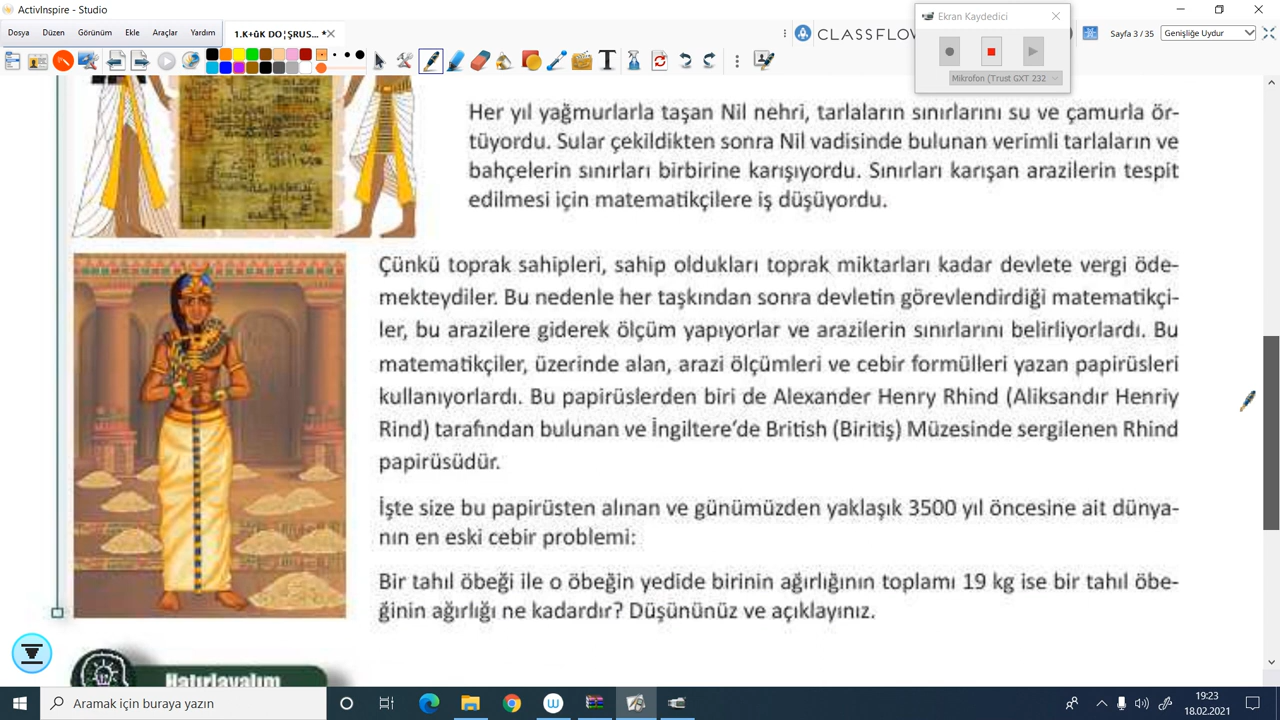 ActivInspire - Studio
Dosya Düzen Görünüm Ekle Araçlar Yardım
1.K+ûK DO¦ŞRUS... *
CLASSFLOW
Sayfa 3 / 35
Genişliğe Uydur
Ekran Kaydedici
Mikrofon (Trust GXT 232
Her yıl yağmurlarla taşan Nil nehri, tarlaların sınırlarını su ve çamurla ör-
tüyordu. Sular çekildikten sonra Nil vadisinde bulunan verimli tarlaların ve
bahçelerin sınırları birbirine karışıyordu. Sınırları karışan arazilerin tespit
edilmesi için matematikçilere iş düşüyordu.
Çünkü toprak sahipleri, sahip oldukları toprak miktarları kadar devlete vergi öde-
mekteydiler. Bu nedenle her taşkından sonra devletin görevlendirdiği matematikçi-
ler, bu arazilere giderek ölçüm yapıyorlar ve arazilerin sınırlarını belirliyorlardı. Bu
matematikçiler, üzerinde alan, arazi ölçümleri ve cebir formülleri yazan papirüsleri
kullanıyorlardı. Bu papirüslerden biri de Alexander Henry Rhind (Aliksandır Henriy
Rind) tarafından bulunan ve İngiltere'de British (Biritiş) Müzesinde sergilenen Rhind
papirüsüdür.
İşte size bu papirüsten alınan ve günümüzden yaklaşık 3500 yıl öncesine ait dünya-
nın en eski cebir problemi:
Bir tahıl öbeği ile o öbeğin yedide birinin ağırlığının toplamı 19 kg ise bir tahıl öbe-
ğinin ağırlığı ne kadardır? Düşününüz ve açıklayınız.
Hatırlayalım
Aramak için buraya yazın
19:23
18.02.2021